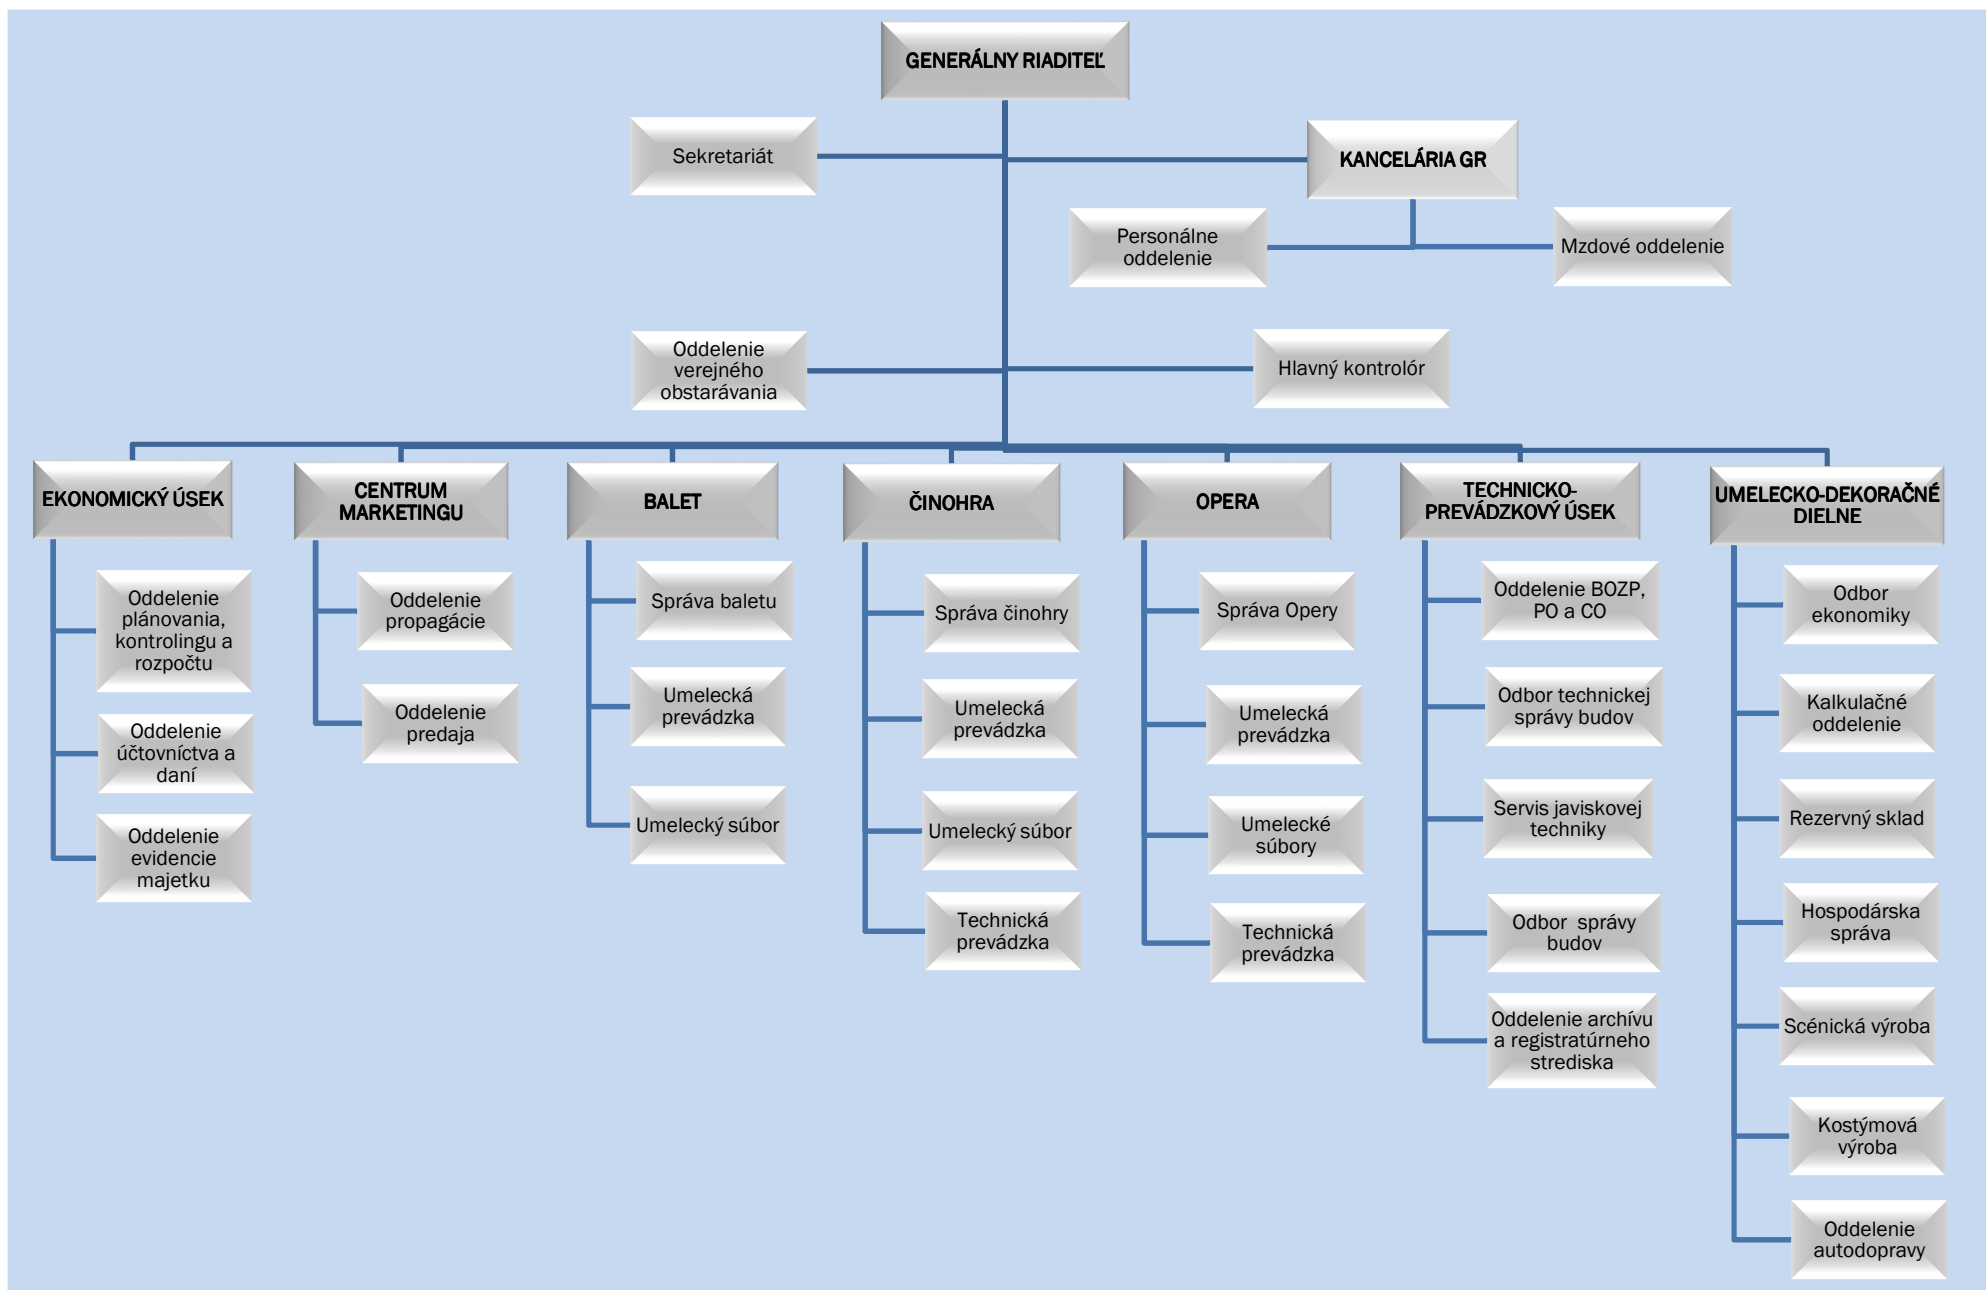 GENERÁLNY RIADITEĽ
Sekretariát
KANCELÁRIA GR
Personálne
oddelenie
Mzdové oddelenie
Oddelenie
verejného
obstarávania
Hlavný kontrolór
EKONOMICKÝ ÚSEK
Oddelenie
plánovania,
kontrolingu a
rozpočtu
Oddelenie
účtovníctva a
daní
Oddelenie
evidencie
majetku
CENTRUM
MARKETINGU
Oddelenie
propagácie
Oddelenie
predaja
BALET
Správa baletu
Umelecká
prevádzka
Umelecký súbor
ČINOHRA
Správa činohry
Umelecká
prevádzka
Umelecký súbor
Technická
prevádzka
OPERA
Správa Opery
Umelecká
prevádzka
Umelecké
súbory
Technická
prevádzka
TECHNICKO-
PREVÁDZKOVÝ ÚSEK
Oddelenie BOZP,
PO a CO
Odbor technickej
správy budov
Servis javiskovej
techniky
Odbor  správy
budov
Oddelenie archívu
a registratúrneho
strediska
UMELECKO-DEKORAČNÉ
DIELNE
Odbor
ekonomiky
Kalkulačné
oddelenie
Rezervný sklad
Hospodárska
správa
Scénická výroba
Kostýmová
výroba
Oddelenie
autodopravy